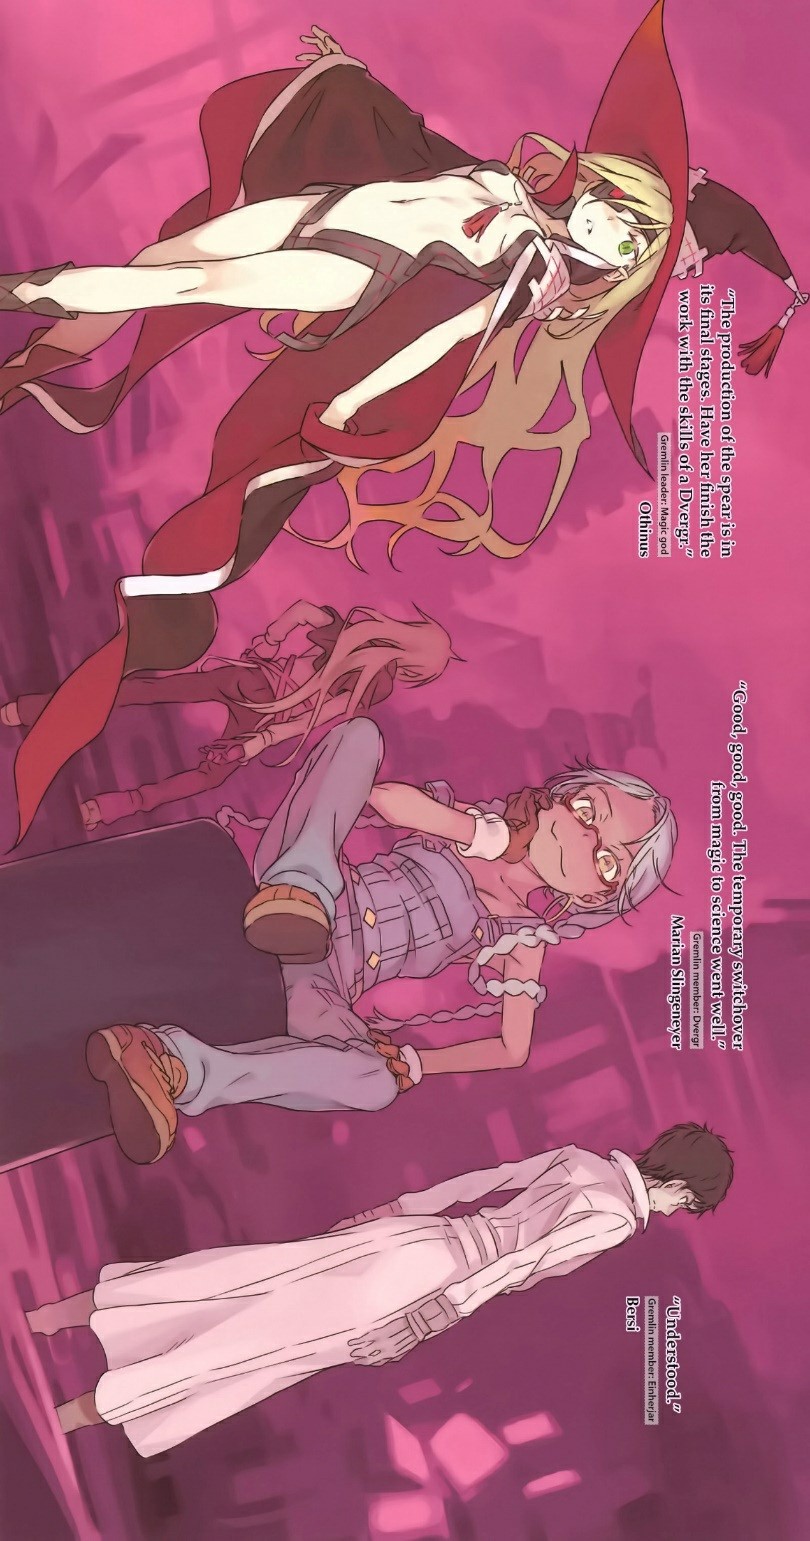 "The production of the spear is in
its final stages. Have her finish the
work with the skills of a Dvergr."
Gremlin leader: Magic god
Othinus
"Good, good, good. The temporary switchover
from magic to science went well."
Gremlin member: Dvergr
Marian Slingeneyer
"Understood."
Gremlin member: Einherjar
Bersi